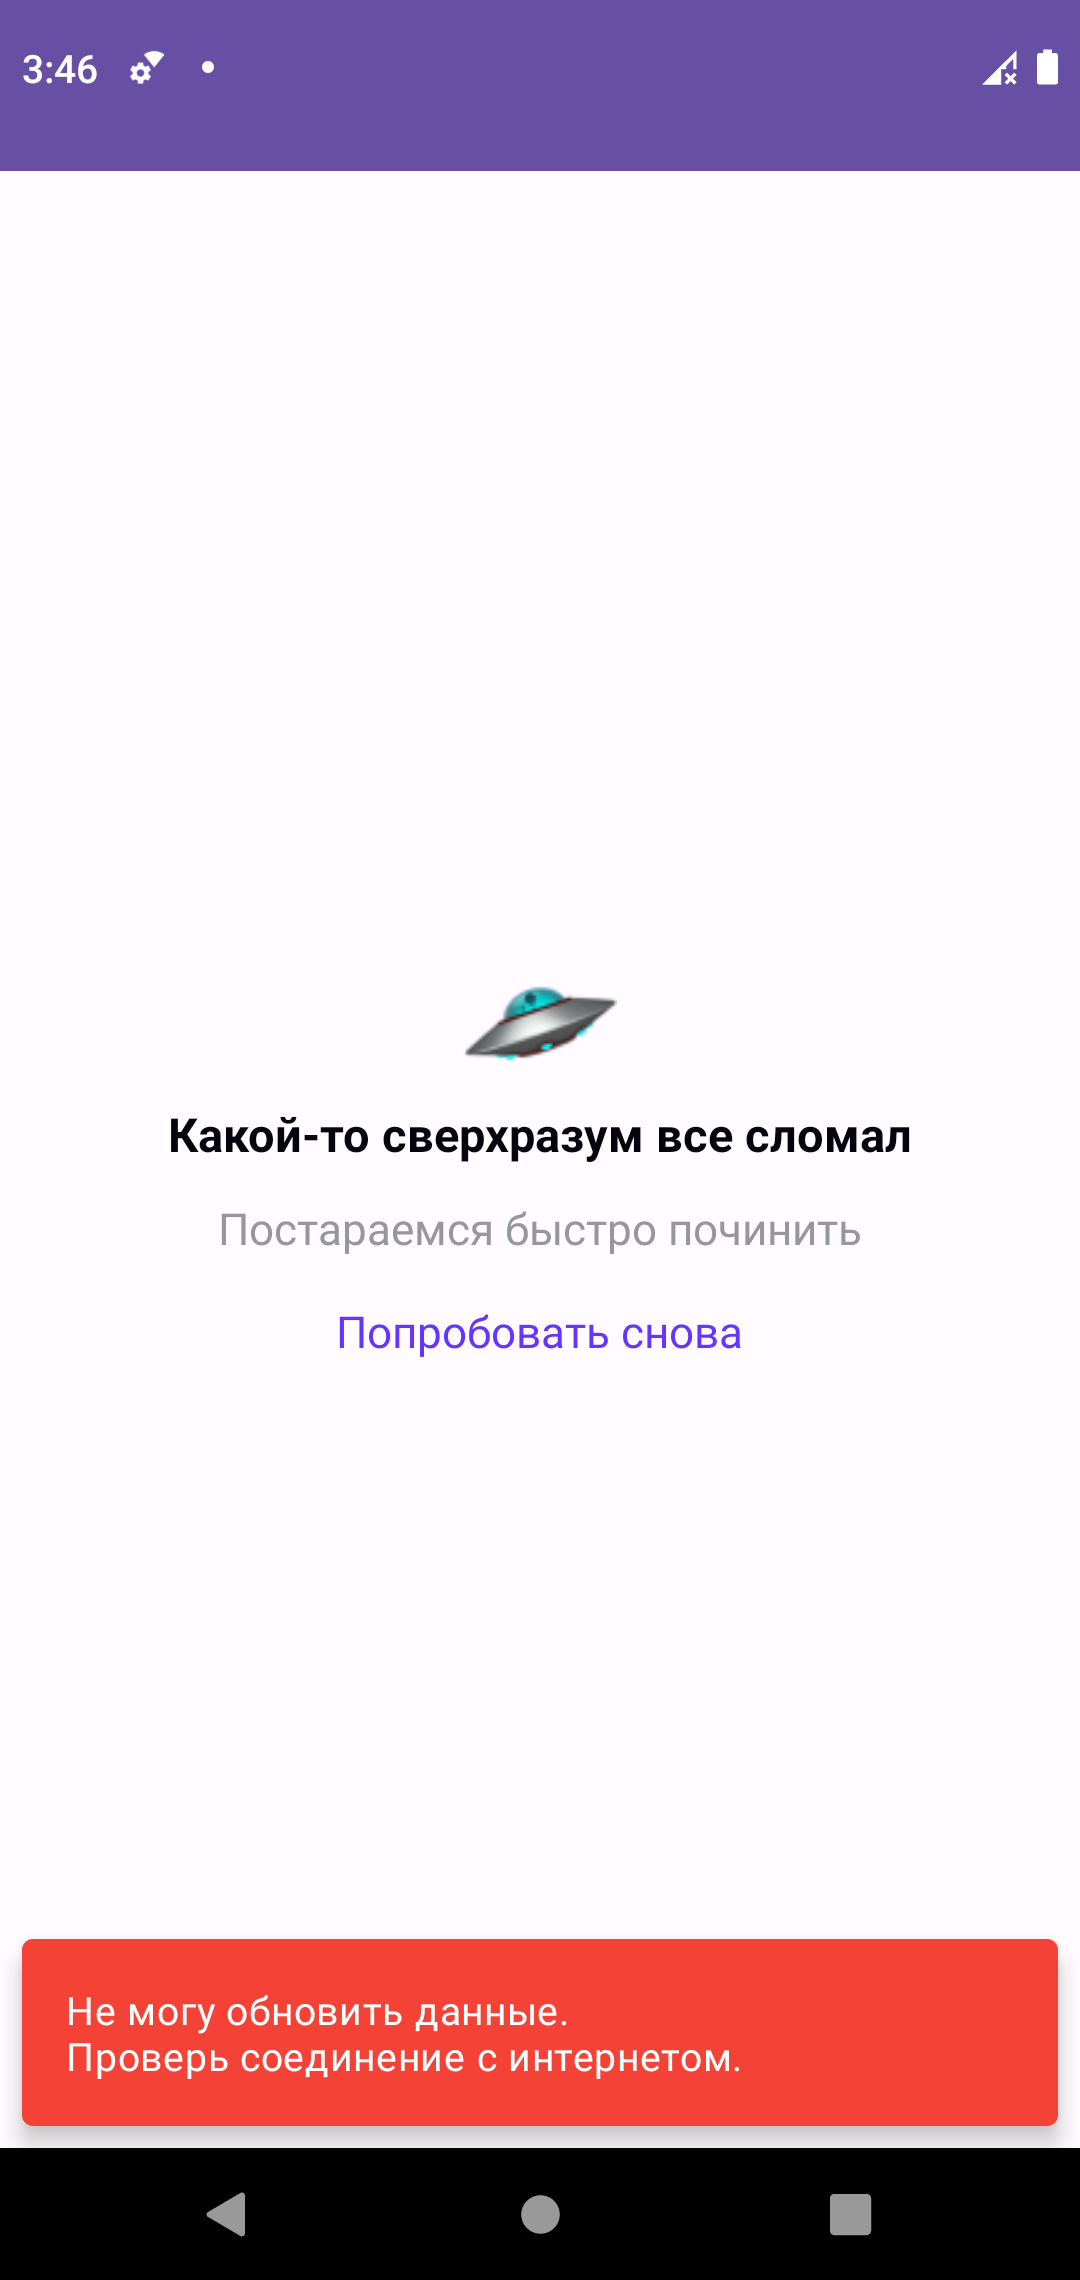 3:46
Какой-то сверхразум все сломал
Постараемся быстро починить
Попробовать снова
Не могу обновить данные.
Проверь соединение с интернетом.